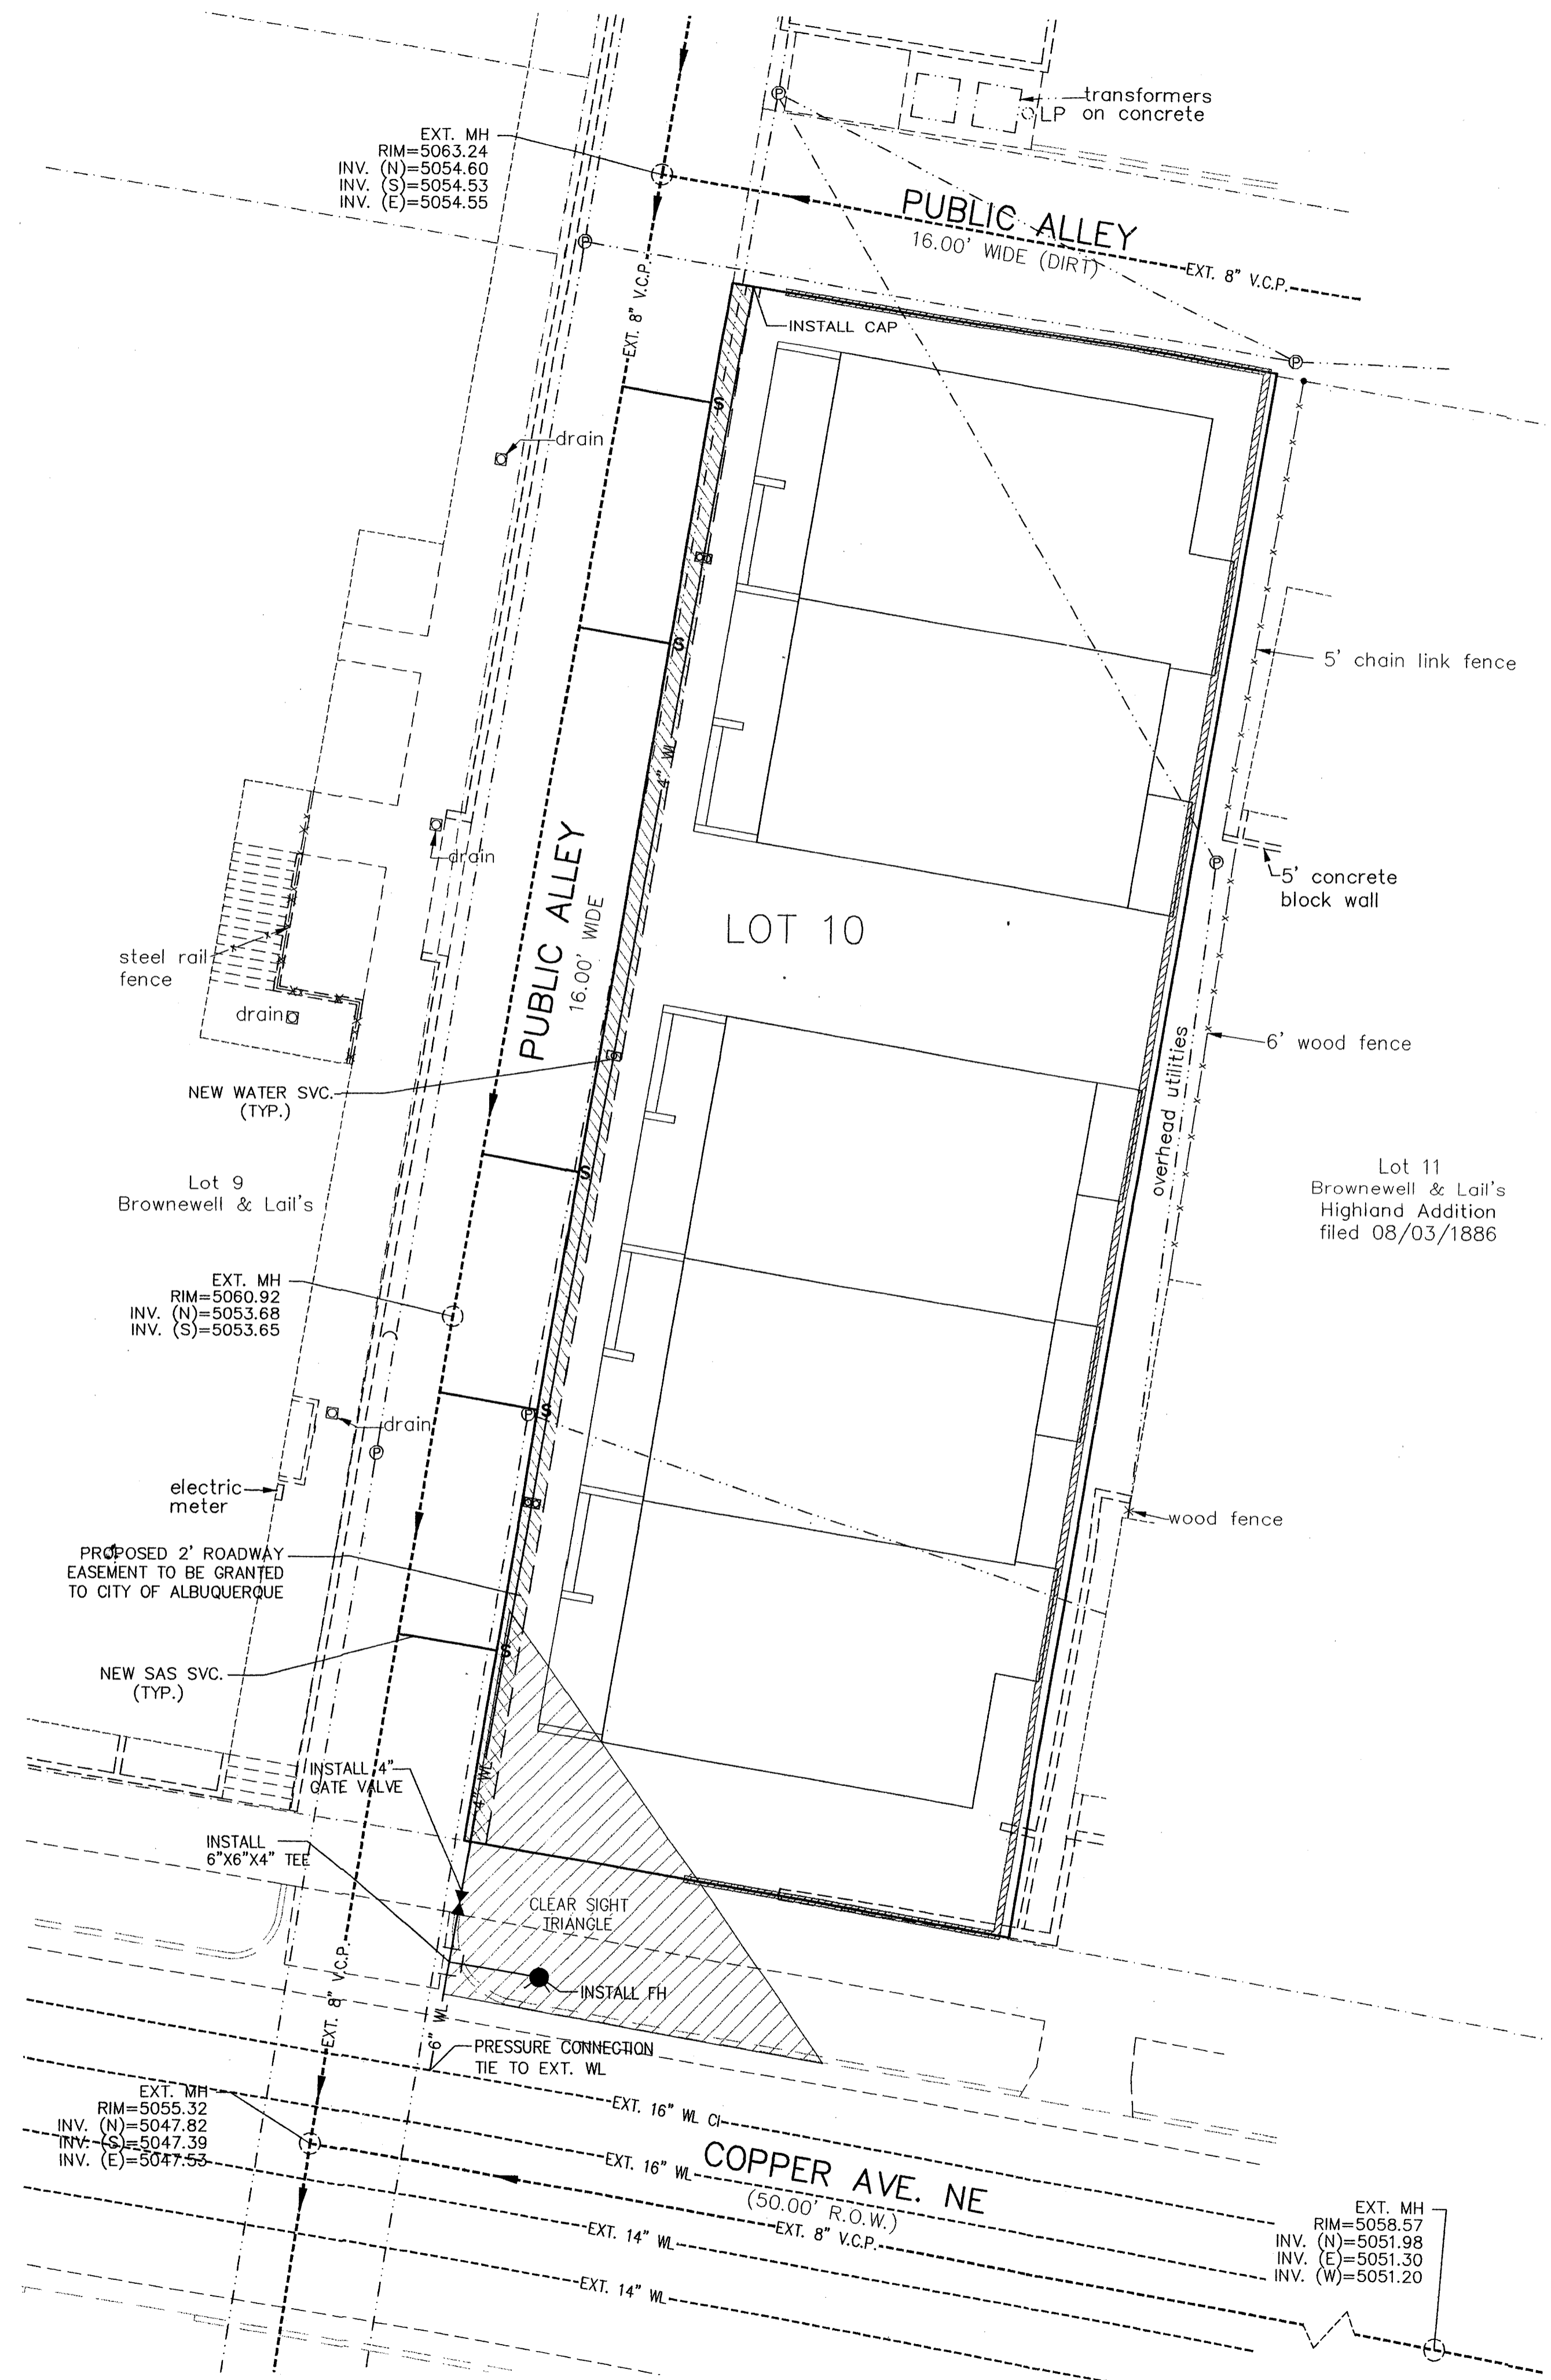 transformers
on concrete
LP
EXT. MH
RIM=5063.24
INV. (N)=5054.60
INV. (S)=5054.53
INV. (E)=5054.55
PUBLIC ALLEY
16.00' WIDE (DIRT)
EXT. 8" V.C.P.
P
P
P
EXT. 8" V.C.P.
INSTALL CAP
S
drain
S
5' chain link fence
4" WL
drain
P
5' concrete
block wall
PUBLIC ALLEY
16.00' WIDE
LOT 10
steel rail
fence
drain
6' wood fence
overhead utilities
NEW WATER SVC.
(TYP.)
S
Lot 9
Brownewell & Lail's
Lot 11
Brownewell & Lail's
Highland Addition
filed 08/03/1886
EXT. MH
RIM=5060.92
INV. (N)=5053.68
INV. (S)=5053.65
P
S
drain
P
electric
meter
wood fence
PROPOSED 2' ROADWAY
EASEMENT TO BE GRANTED
TO CITY OF ALBUQUERQUE
S
NEW SAS SVC.
(TYP.)
INSTALL 4"
GATE VALVE
4" WL
INSTALL
6"X6"X4" TEE
CLEAR SIGHT
TRIANGLE
INSTALL FH
EXT. 8" V.C.P.
6" WL
PRESSURE CONNECTION
TIE TO EXT. WL
EXT. MH
RIM=5055.32
INV. (N)=5047.82
INV. (S)=5047.39
INV. (E)=5047.53
EXT. 16" WL CI
EXT. 16" WL
COPPER AVE. NE
(50.00' R.O.W.)
EXT. 8" V.C.P.
EXT. 14" WL
EXT. 14" WL
EXT. MH
RIM=5058.57
INV. (N)=5051.98
INV. (E)=5051.30
INV. (W)=5051.20